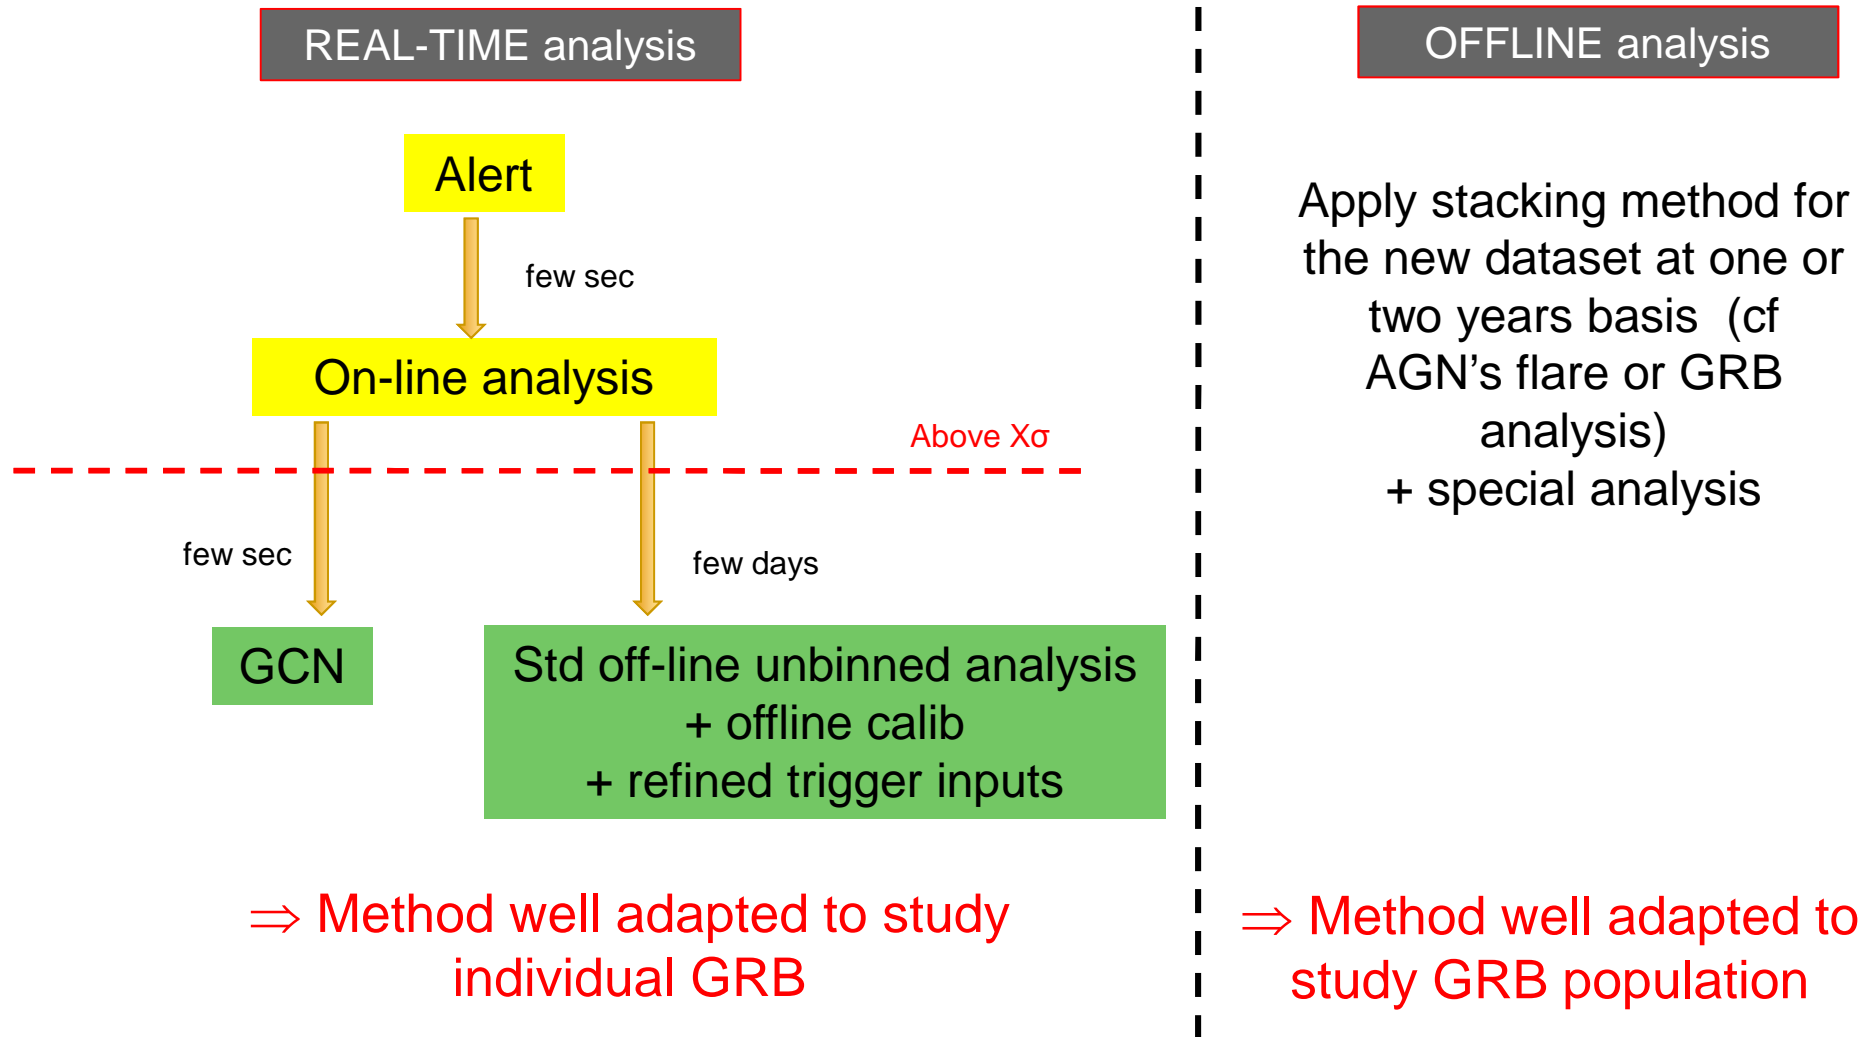 REAL-TIME analysis
Alert
few sec
On-line analysis
Above Xσ
few sec
few days
GCN
Std off-line unbinned analysis
+ offline calib
+ refined trigger inputs
⇒ Method well adapted to study
individual GRB
OFFLINE analysis
Apply stacking method for
the new dataset at one or
two years basis (cf
AGN’s flare or GRB
analysis)
+ special analysis
⇒ Method well adapted to
study GRB population